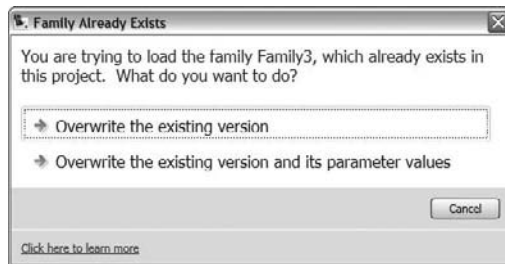 Family Already Exists
You are trying to load the family Family3, which already exists in
this project. What do you want to do?
Overwrite the existing version
Overwrite the existing version and its parameter values
Cancel
Click here to learn more